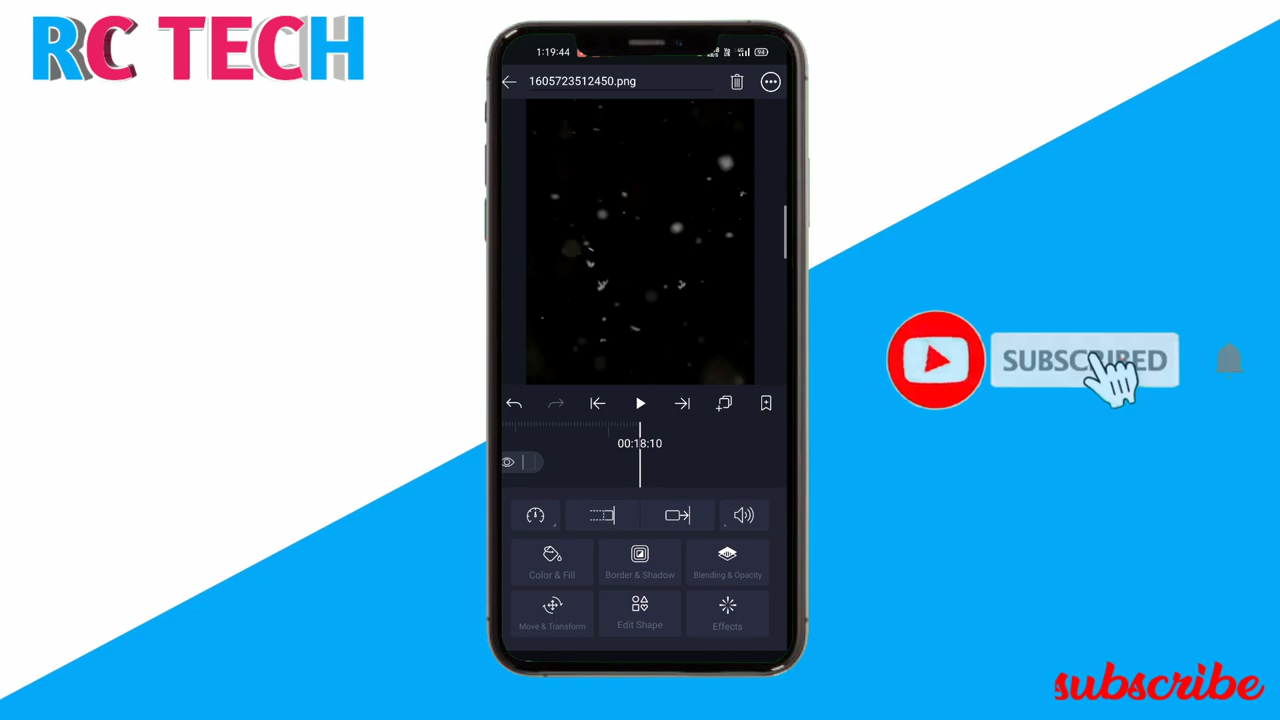 RC TECH
1:19:44
94
1605723512450.png
00:18:10
Color & Fill
Border & Shadow
Blending & Opacity
Move & Transform
Edit Shape
Effects
SUBSCRIBED
subscribe